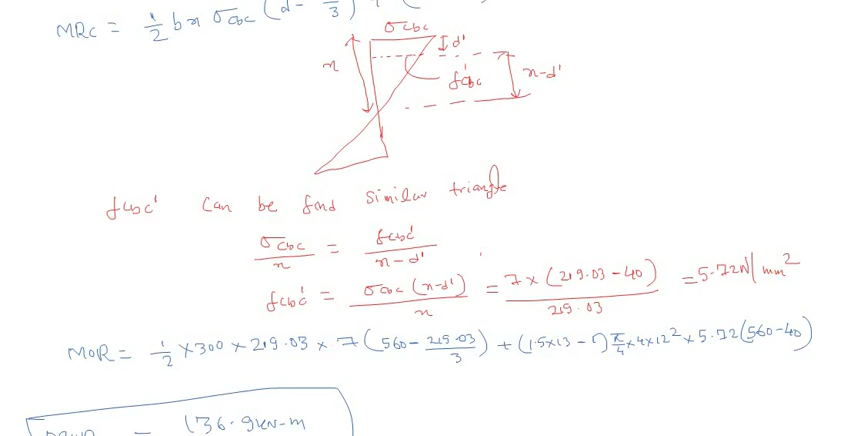 MRc = 1/2 b n σcbc (d - n/3) + (
σcbc
d'
n
f'cbc
n-d'
fcbc' can be find similar triangle
σcbc/n = fcbc'/n-d'
fcbc' = σcbc (n-d')/n = 7×(219.03-40)/219.03 = 5.72N/mm²
MOR = 1/2 ×300×219.03×7(560-219.03/3)+(1.5×13-1)π/4×4×12²×5.72(560-40)
= 136.9kN-m